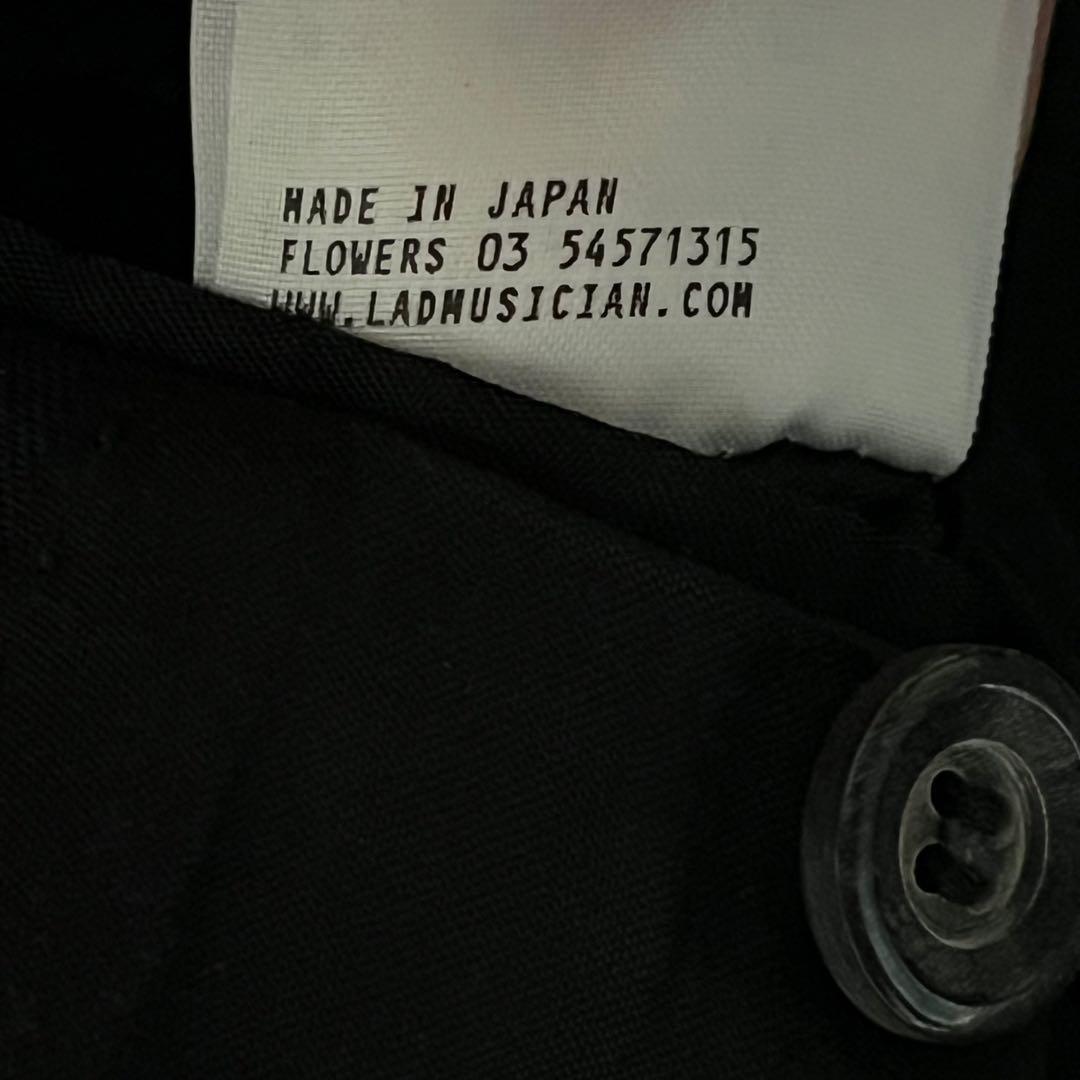 MADE IN JAPAN
FLOWERS 03 54571315
WWW.LADMUSICIAN.COM